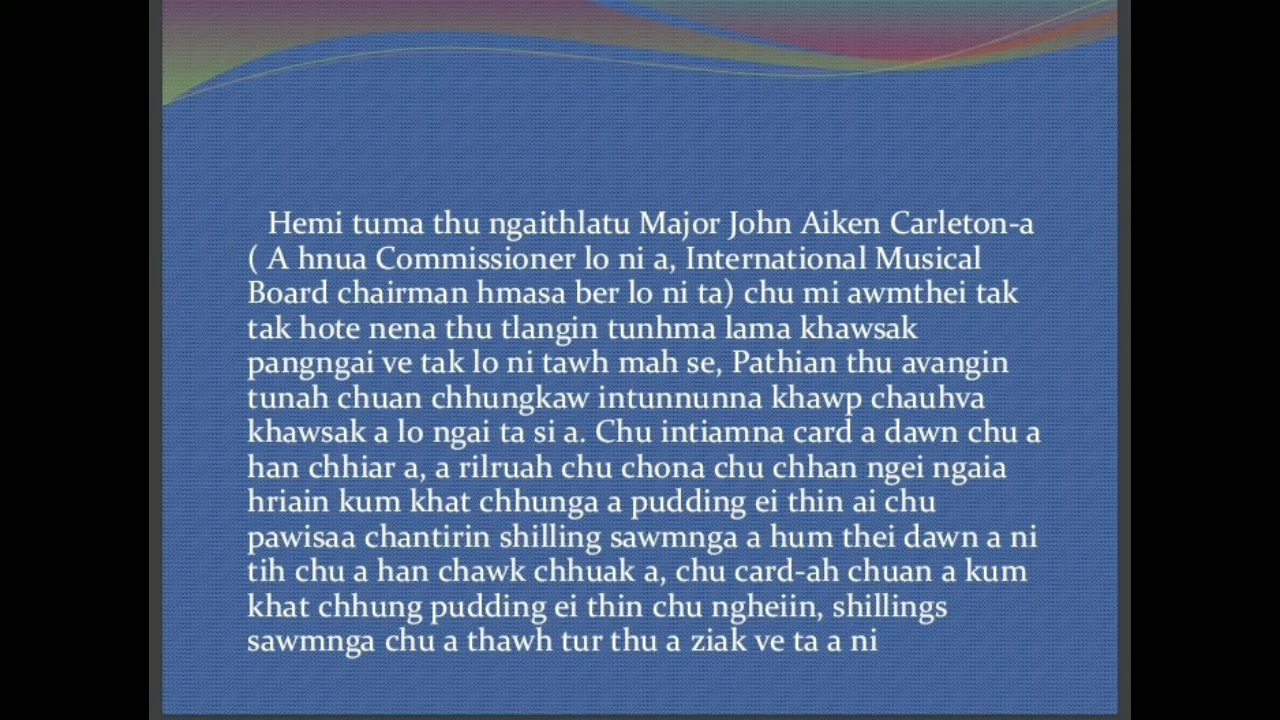 Hemi tuma thu ngaithlatu Major John Aiken Carleton-a
( A hnua Commissioner lo ni a, International Musical
Board chairman hmasa ber lo ni ta) chu mi awmthei tak
tak hote nena thu tlangin tunhma lama khawsak
pangngai ve tak lo ni tawh mah se, Pathian thu avangin
tunah chuan chhungkaw intunnunna khawp chauhva
khawsak a lo ngai ta si a. Chu intiamna card a dawn chu a
han chhiar a, a rilruah chu chona chu chhan ngei ngaia
hriain kum khat chhunga a pudding ei thin ai chu
pawisaa chantirin shilling sawmnga a hum thei dawn a ni
tih chu a han chawk chhuak a, chu card-ah chuan a kum
khat chhung pudding ei thin chu ngheiin, shillings
sawmnga chu a thawh tur thu a ziak ve ta a ni